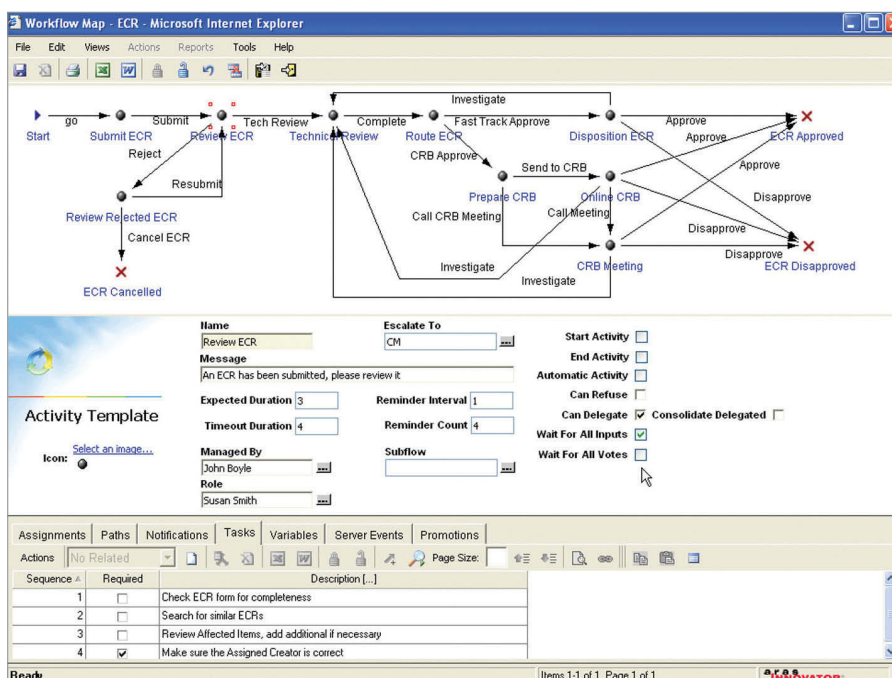 Workflow Map - ECR - Microsoft Internet Explorer
File Edit Views Actions Reports Tools Help
Investigate
go Submit Tech Review Complete Fast Track Approve Approve
Start Submit ECR Review ECR Technical Review Route ECR Disposition ECR ECR Approved
Approve
Reject CRB Approve
Send to CRB Approve
Resubmit
Prepare CRB Online CRB Disapprove
Review Rejected ECR Call CRB Meeting Call Meeting
Disapprove
Cancel ECR
Disapprove
Investigate CRB Meeting ECR Disapproved
Investigate
ECR Cancelled
Name Escalate To
Review ECR CM ... Start Activity
Message End Activity
An ECR has been submitted, please review it Automatic Activity
Expected Duration 3 Reminder Interval 1 Can Refuse
Activity Template Can Delegate Consolidate Delegated
Timeout Duration 4 Reminder Count 4 Wait For All Inputs
Icon: Select an image... Managed By Subflow Wait For All Votes
John Boyle ... ...
Role
Susan Smith ...
Assignments Paths Notifications Tasks Variables Server Events Promotions
Actions No Related Page Size:
Sequence Required Description [...]
1 Check ECR form for completeness
2 Search for similar ECRs
3 Review Affected Items, add additional if necessary
4 Make sure the Assigned Creator is correct
Ready Items 1-1 of 1. Page 1 of 1 aras
INNOVATOR